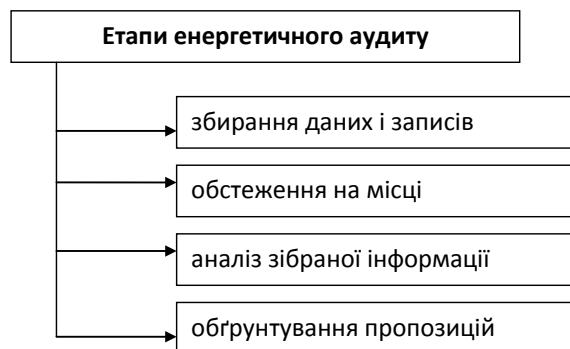 Етапи енергетичного аудиту
збирання даних і записів
обстеження на місці
аналіз зібраної інформації
обґрунтування пропозицій